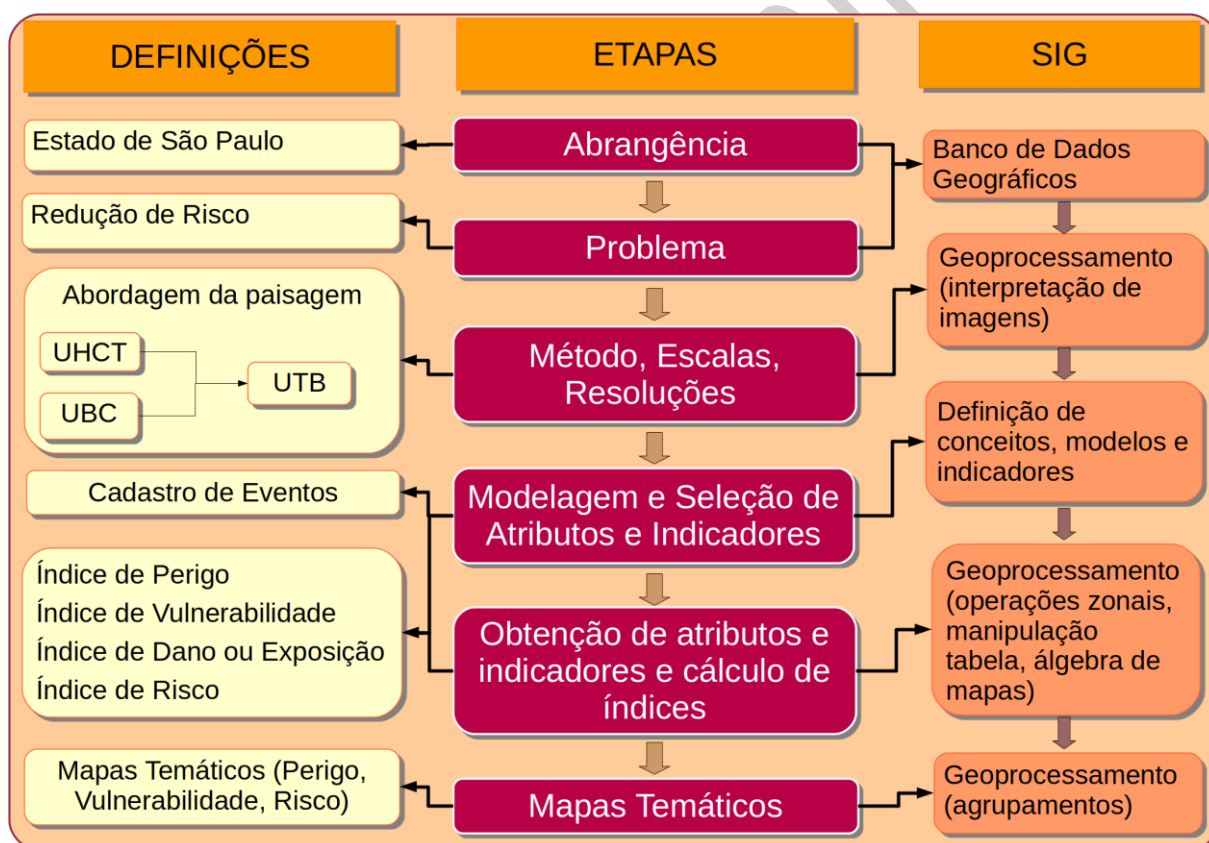 DEFINIÇÕES
ETAPAS
SIG
Estado de São Paulo
Abrangência
Banco de Dados
Geográficos
Redução de Risco
Problema
Geoprocessamento
(interpretação de
imagens)
Abordagem da paisagem
UHCT
UBC
UTB
Método, Escalas,
Resoluções
Definição de
conceitos, modelos e
indicadores
Cadastro de Eventos
Modelagem e Seleção de
Atributos e Indicadores
Índice de Perigo
Índice de Vulnerabilidade
Índice de Dano ou Exposição
Índice de Risco
Obtenção de atributos e
indicadores e cálculo de
índices
Geoprocessamento
(operações zonais,
manipulação
tabela, álgebra de
mapas)
Mapas Temáticos (Perigo,
Vulnerabilidade, Risco)
Mapas Temáticos
Geoprocessamento
(agrupamentos)